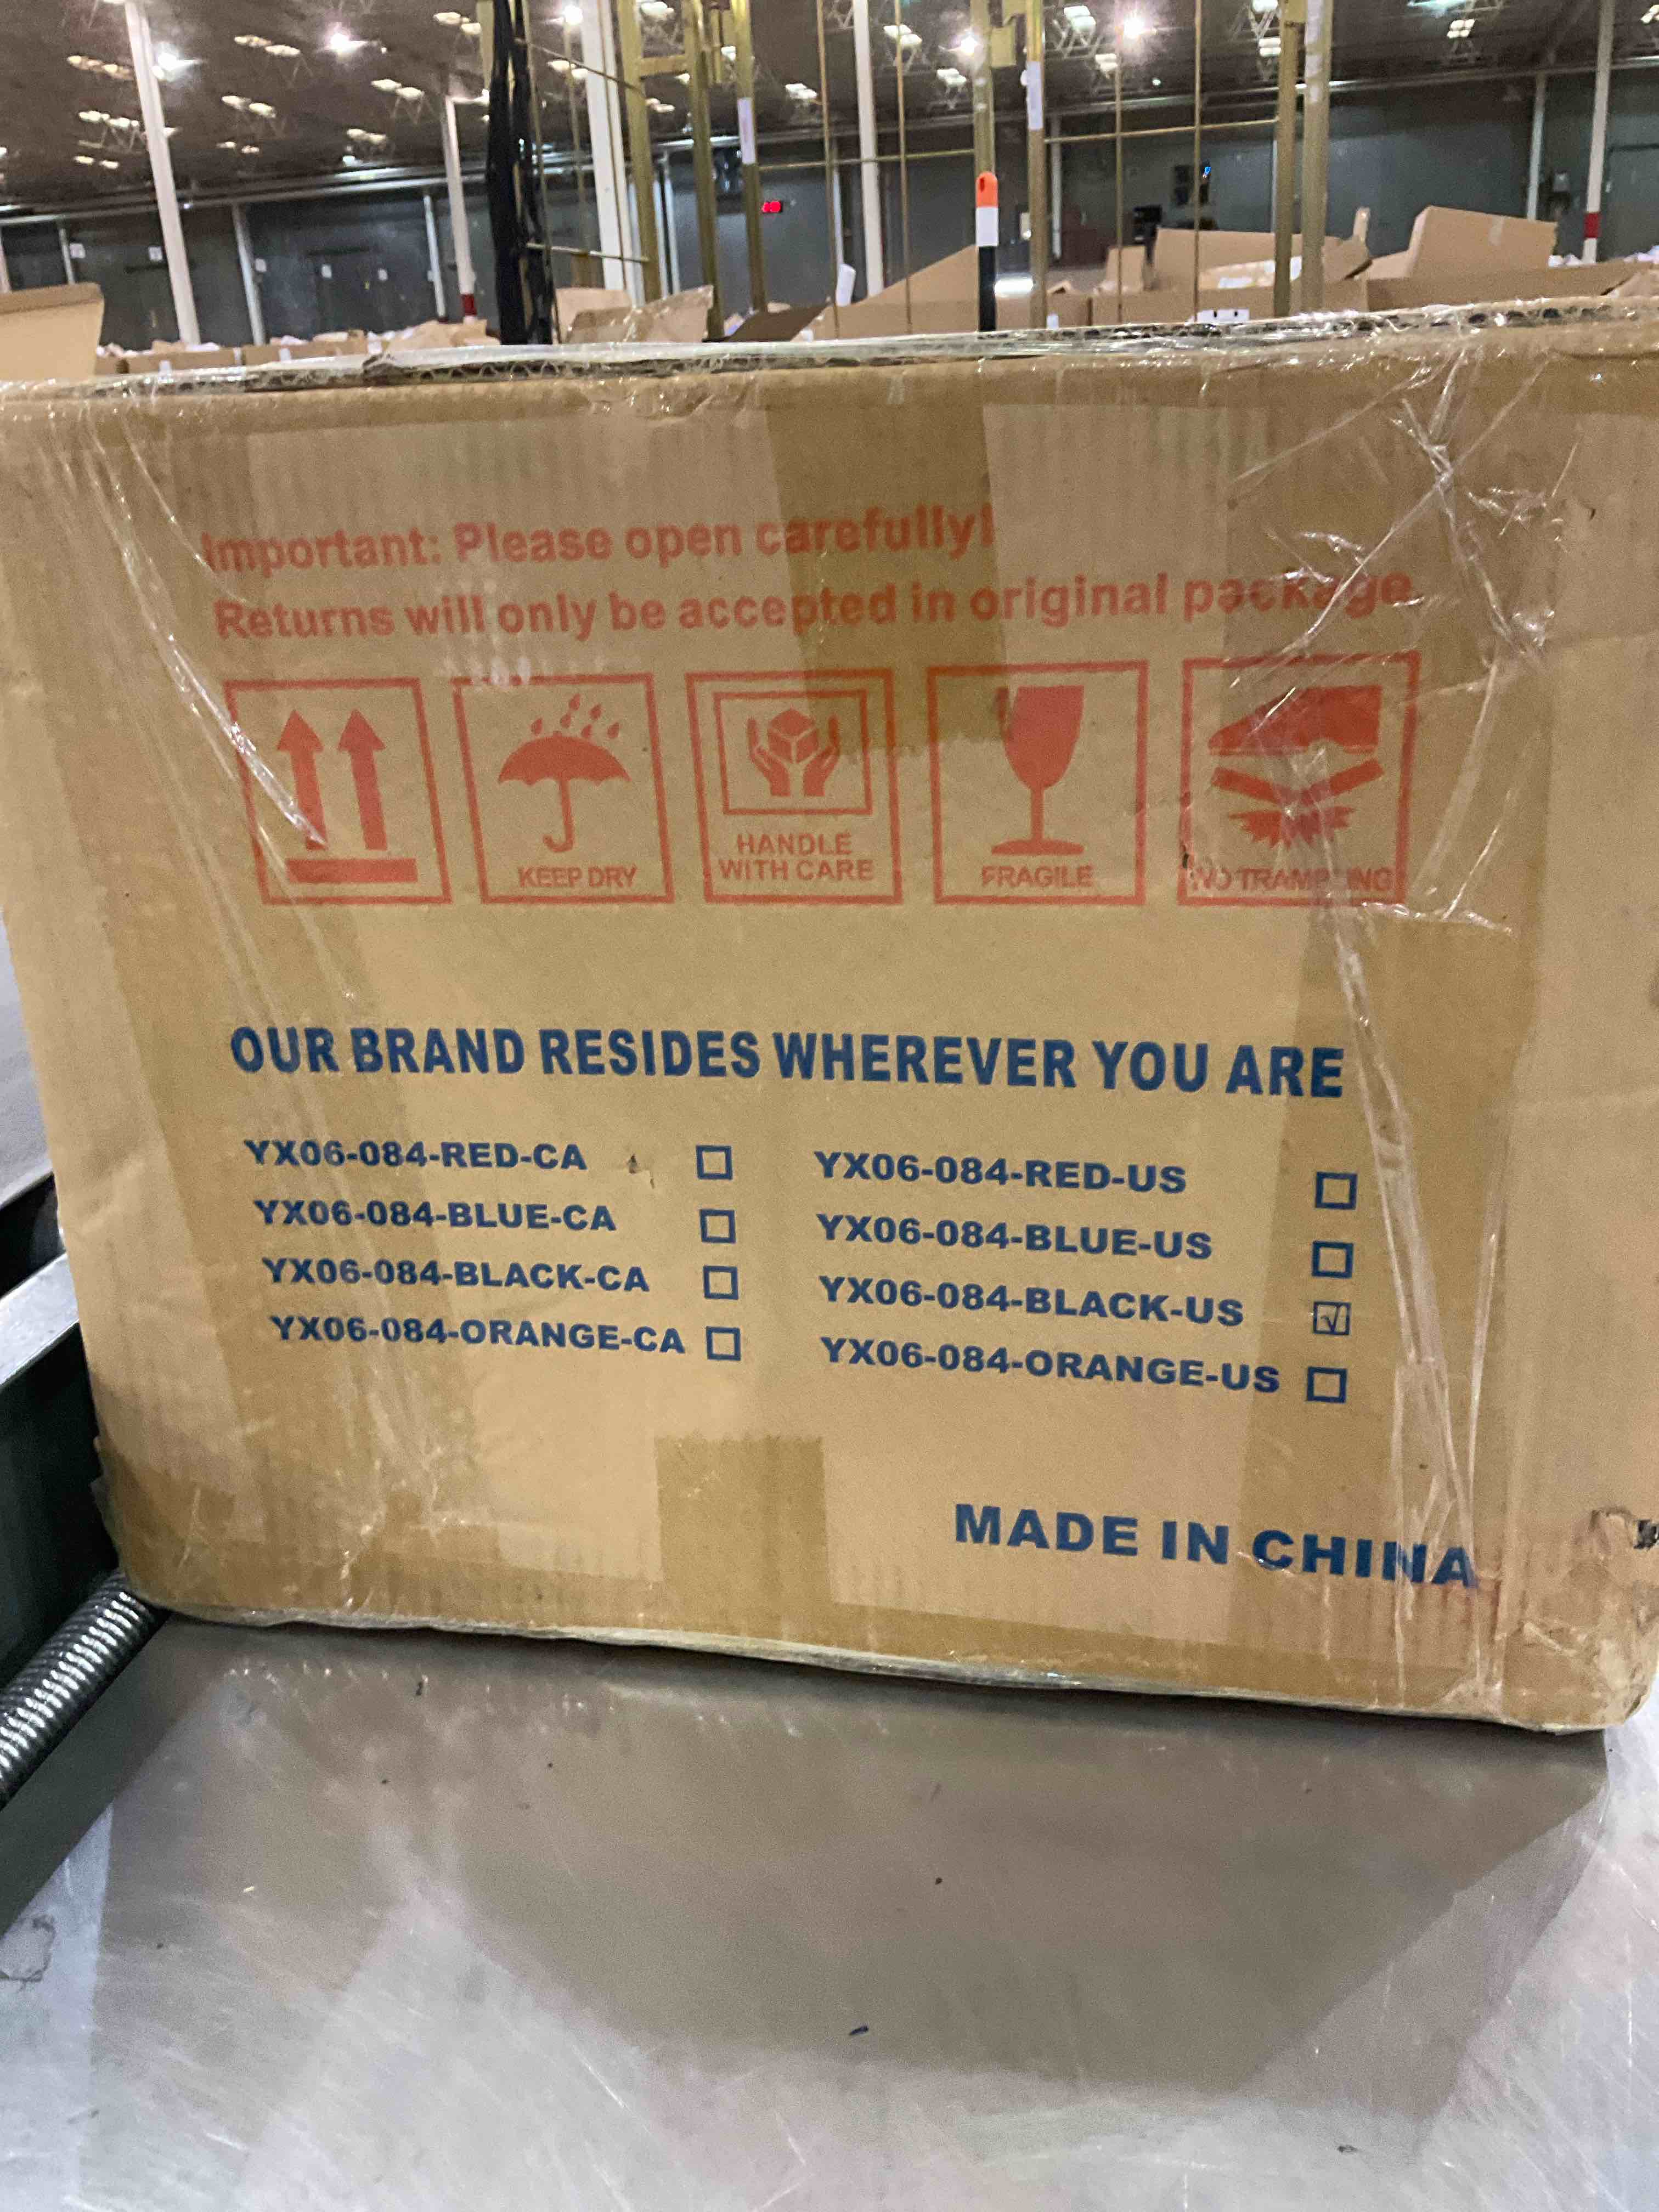 Important: Please open carefully!
Returns will only be accepted in original package.
KEEP DRY
HANDLE
WITH CARE
FRAGILE
NO TRAMPLING
OUR BRAND RESIDES WHEREVER YOU ARE
YX06-084-RED-CA
YX06-084-BLUE-CA
YX06-084-BLACK-CA
YX06-084-ORANGE-CA
YX06-084-RED-US
YX06-084-BLUE-US
YX06-084-BLACK-US
YX06-084-ORANGE-US
MADE IN CHINA